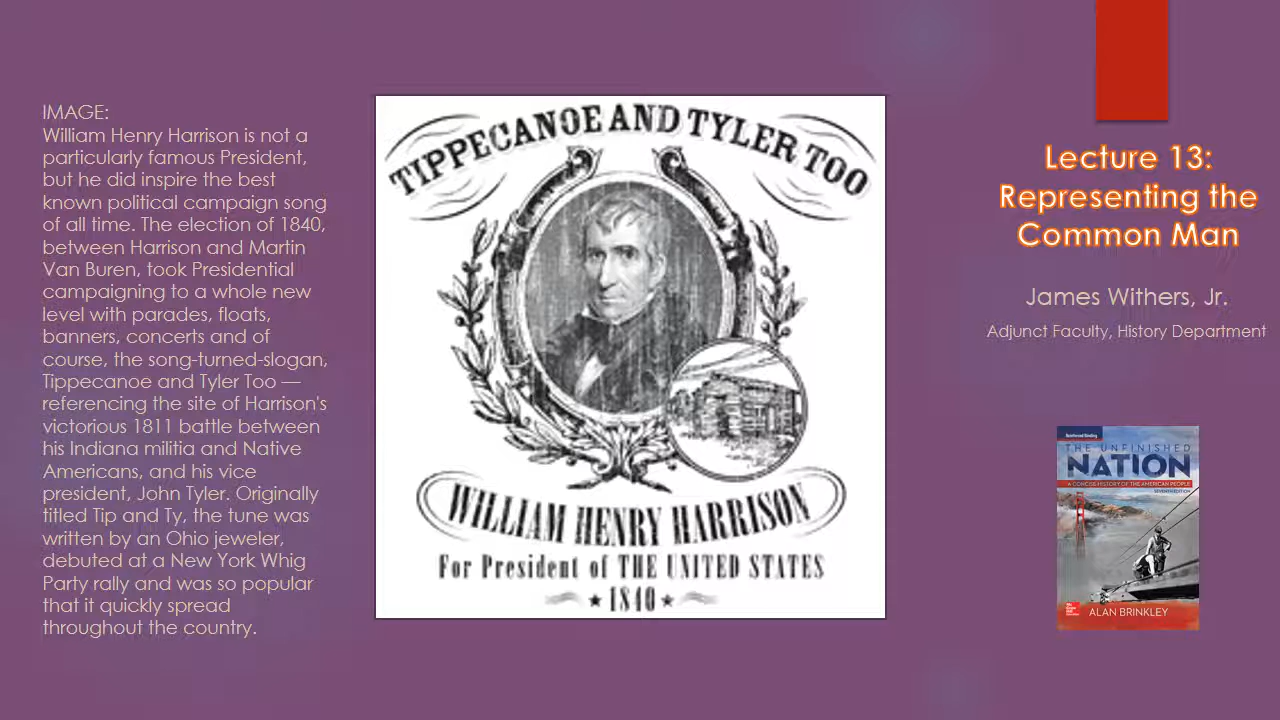 IMAGE:
William Henry Harrison is not a
particularly famous President,
but he did inspire the best
known political campaign song
of all time. The election of 1840,
between Harrison and Martin
Van Buren, took Presidential
campaigning to a whole new
level with parades, floats,
banners, concerts and of
course, the song-turned-slogan,
Tippecanoe and Tyler Too —
referencing the site of Harrison's
victorious 1811 battle between
his Indiana militia and Native
Americans, and his vice
president, John Tyler. Originally
titled Tip and Ty, the tune was
written by an Ohio jeweler,
debuted at a New York Whig
Party rally and was so popular
that it quickly spread
throughout the country.
TIPPECANOE AND TYLER TOO
WILLIAM HENRY HARRISON
For President of THE UNITED STATES
1840
Lecture 13:
Representing the
Common Man
James Withers, Jr.
Adjunct Faculty, History Department
Reinforced Binding
THE UNFINISHED
NATION
A CONCISE HISTORY OF THE AMERICAN PEOPLE
SEVENTH EDITION
ALAN BRINKLEY